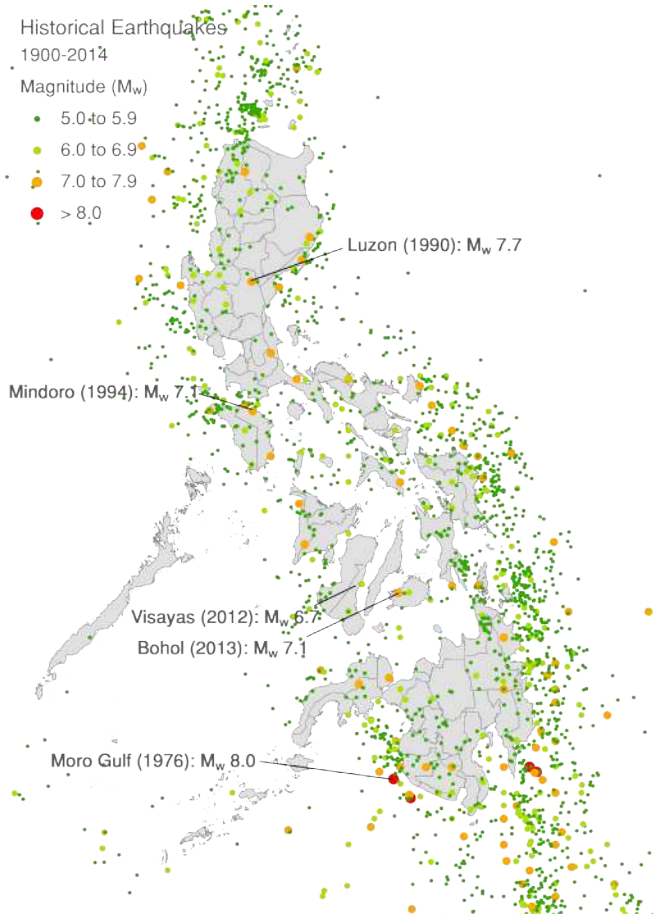 Historical Earthquakes
1900-2014
Magnitude (Mw)
5.0 to 5.9
6.0 to 6.9
7.0 to 7.9
> 8.0
Luzon (1990): Mw 7.7
Mindoro (1994): Mw 7.1
Visayas (2012): Mw 6.7
Bohol (2013): Mw 7.1
Moro Gulf (1976): Mw 8.0